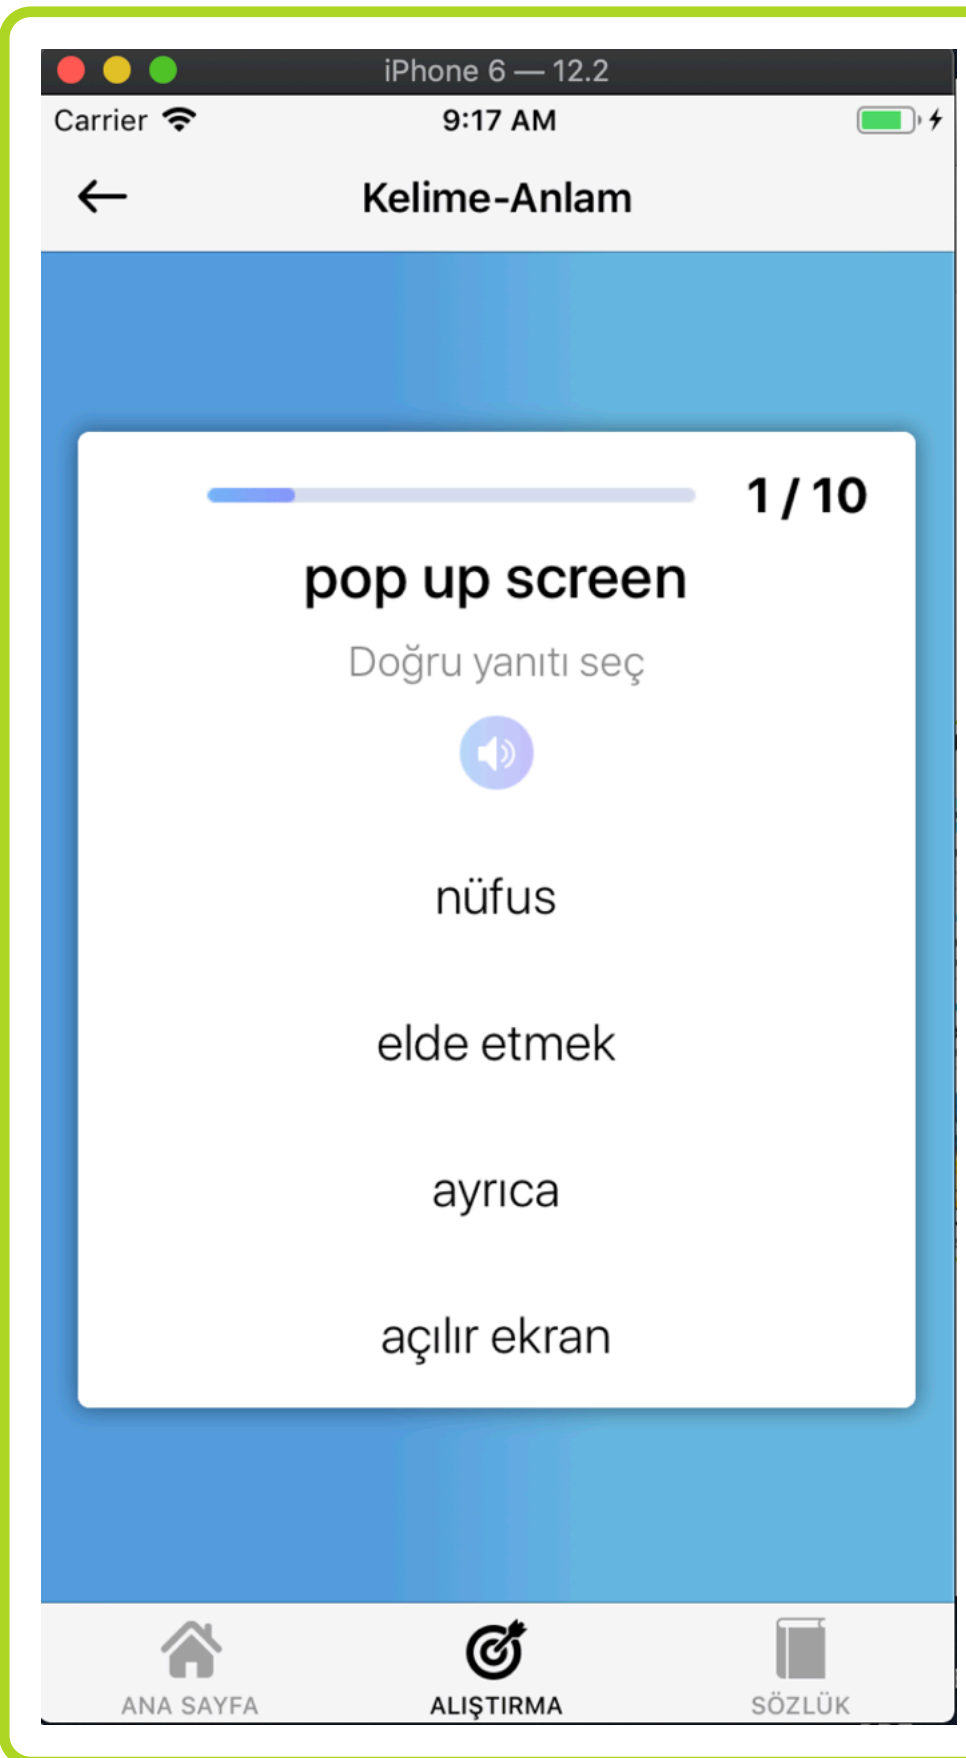 iPhone 6 — 12.2
Carrier 9:17 AM
Kelime-Anlam
1 / 10
pop up screen
Doğru yanıtı seç
nüfus
elde etmek
ayrıca
açılır ekran
ANA SAYFA ALIŞTIRMA SÖZLÜK